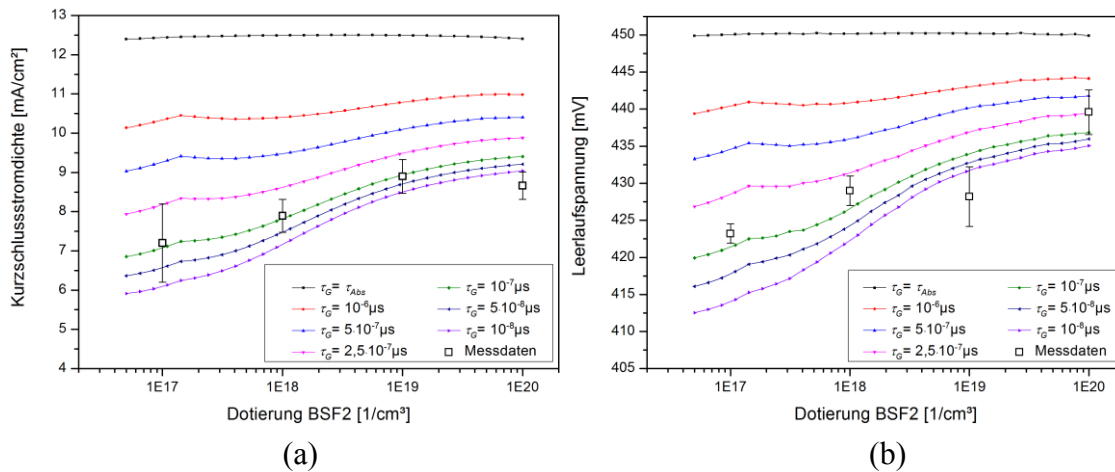 Kurzschlussstromdichte [mA/cm²]
13
12
11
10
9
8
7
6
5
4
τG= τAbs
τG= 10⁻⁶µs
τG= 5·10⁻⁷µs
τG= 2,5·10⁻⁷µs
τG= 10⁻⁷µs
τG= 5·10⁻⁸µs
τG= 10⁻⁸µs
Messdaten
1E17 1E18 1E19 1E20
Dotierung BSF2 [1/cm³]
(a)
Leerlaufspannung [mV]
450
445
440
435
430
425
420
415
410
405
τG= τAbs
τG= 10⁻⁶µs
τG= 5·10⁻⁷µs
τG= 2,5·10⁻⁷µs
τG= 10⁻⁷µs
τG= 5·10⁻⁸µs
τG= 10⁻⁸µs
Messdaten
1E17 1E18 1E19 1E20
Dotierung BSF2 [1/cm³]
(b)